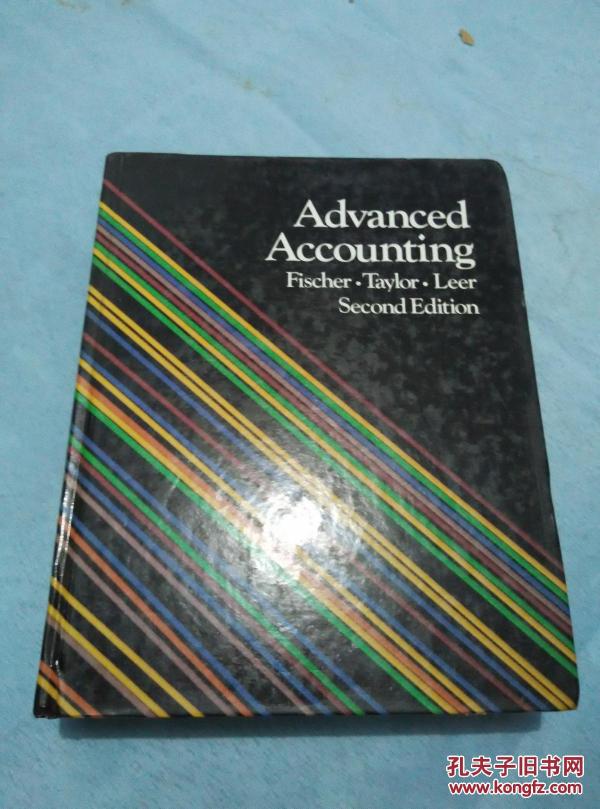 Advanced
Accounting
Fischer • Taylor • Leer
Second Edition
孔夫子旧书网
www.kongfz.com